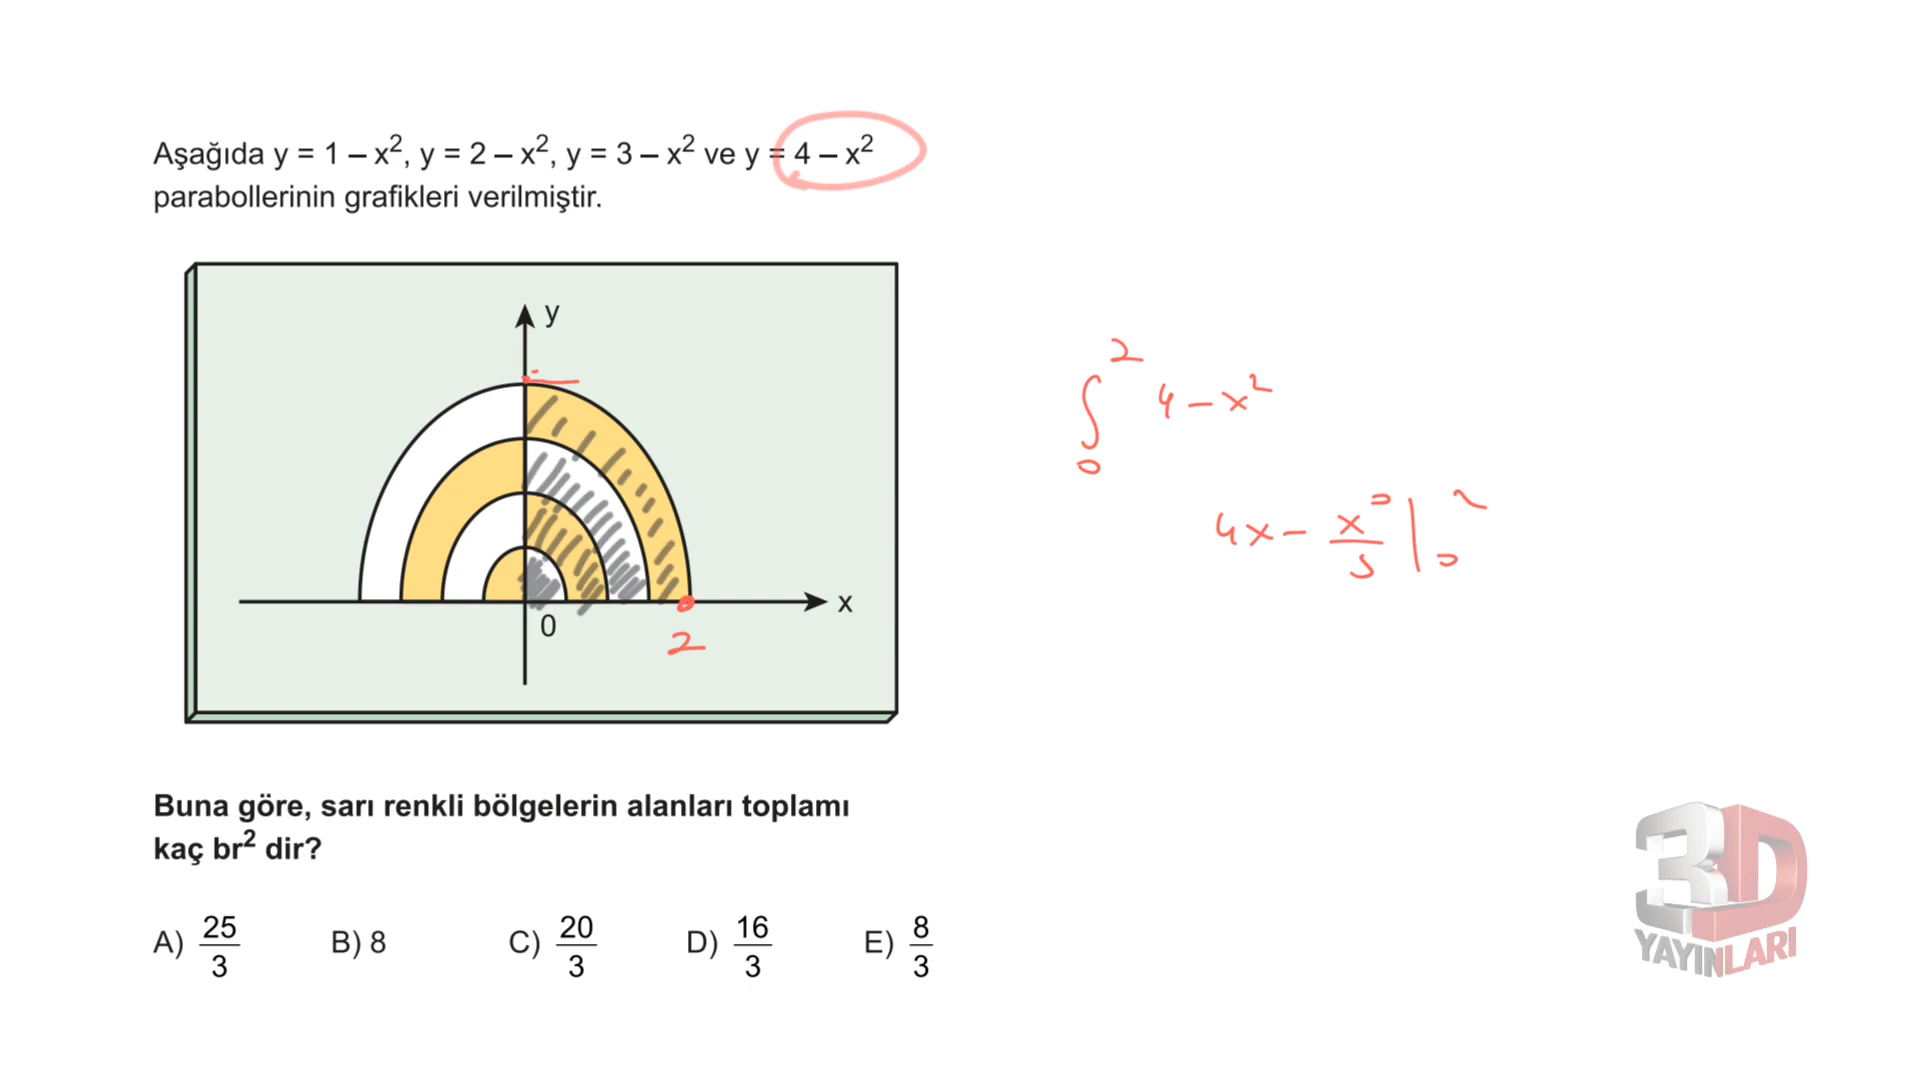 Aşağıda y = 1 – x², y = 2 – x², y = 3 – x² ve y = 4 – x²
parabollerinin grafikleri verilmiştir.
y
x
0
2
∫₀² 4 – x²
4x – x³/3 |₀²
Buna göre, sarı renkli bölgelerin alanları toplamı
kaç br² dir?
A) 25/3 B) 8 C) 20/3 D) 16/3 E) 8/3
3D
YAYINLARI